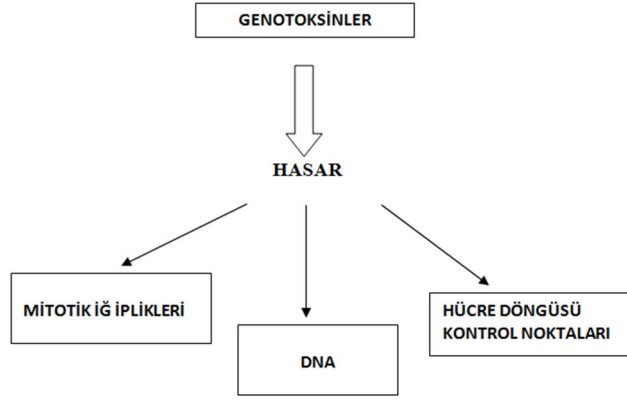 GENOTOKSİNLER
HASAR
MİTOTİK İĞ İPLİKLERİ
DNA
HÜCRE DÖNGÜSÜ
KONTROL NOKTALARI